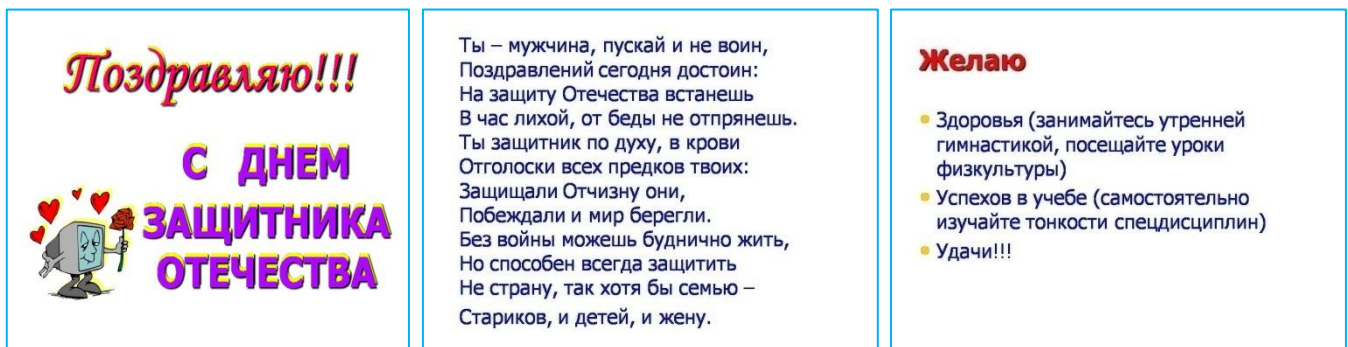 Поздравляю!!!
С ДНЕМ
ЗАЩИТНИКА
ОТЕЧЕСТВА
Ты – мужчина, пускай и не воин,
Поздравлений сегодня достоин:
На защиту Отечества встанешь
В час лихой, от беды не отпрянешь.
Ты защитник по духу, в крови
Отголоски всех предков твоих:
Защищали Отчизну они,
Побеждали и мир берегли.
Без войны можешь буднично жить,
Но способен всегда защитить
Не страну, так хотя бы семью –
Стариков, и детей, и жену.
Желаю
Здоровья (занимайтесь утренней
гимнастикой, посещайте уроки
физкультуры)
Успехов в учебе (самостоятельно
изучайте тонкости спецдисциплин)
Удачи!!!